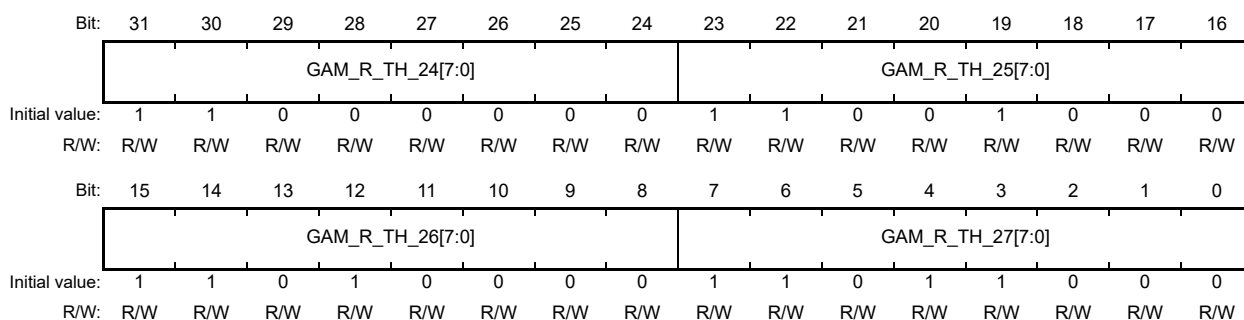 Bit: 31 30 29 28 27 26 25 24 23 22 21 20 19 18 17 16
GAM_R_TH_24[7:0] GAM_R_TH_25[7:0]
Initial value: 1 1 0 0 0 0 0 0 1 1 0 0 1 0 0 0
R/W: R/W R/W R/W R/W R/W R/W R/W R/W R/W R/W R/W R/W R/W R/W R/W R/W
Bit: 15 14 13 12 11 10 9 8 7 6 5 4 3 2 1 0
GAM_R_TH_26[7:0] GAM_R_TH_27[7:0]
Initial value: 1 1 0 1 0 0 0 0 1 1 0 1 1 0 0 0
R/W: R/W R/W R/W R/W R/W R/W R/W R/W R/W R/W R/W R/W R/W R/W R/W R/W